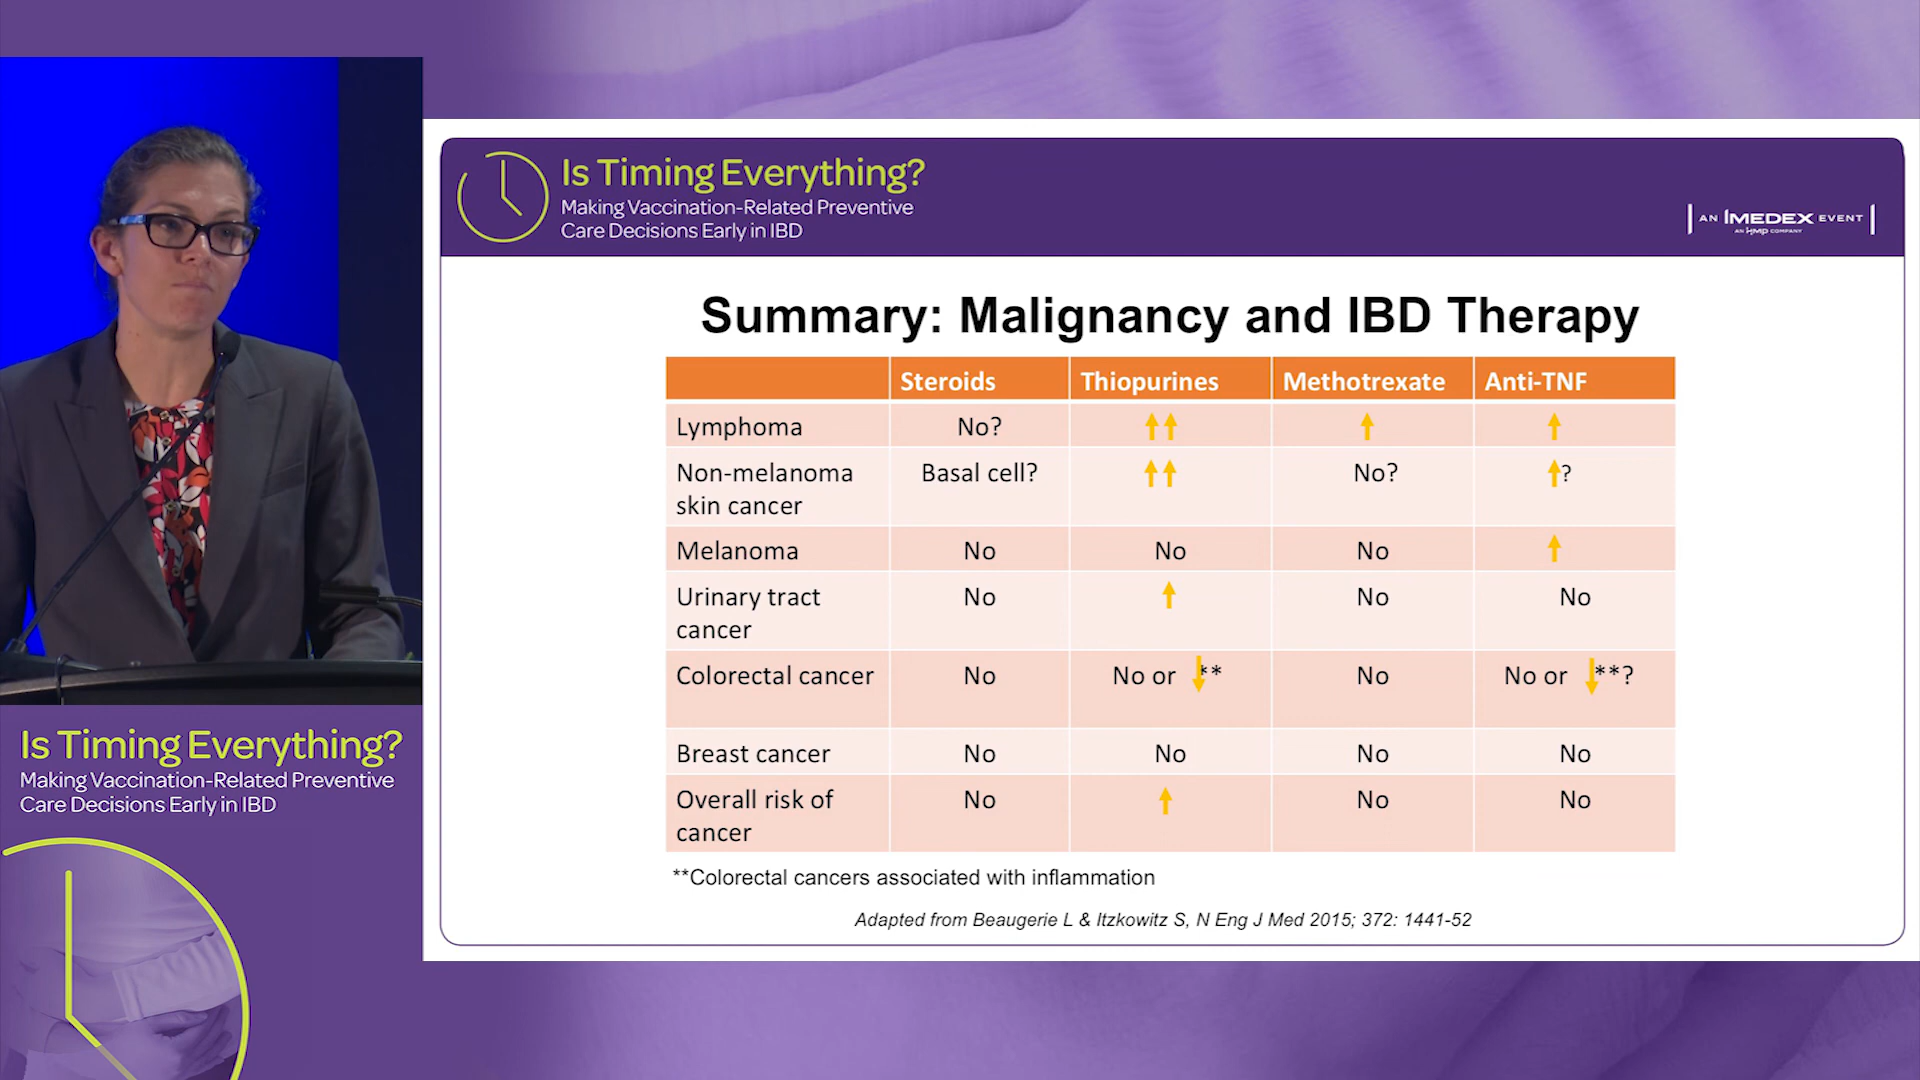 Is Timing Everything?
Making Vaccination-Related Preventive
Care Decisions Early in IBD
AN IMEDEX EVENT
AN HMP COMPANY
Summary: Malignancy and IBD Therapy
Steroids Thiopurines Methotrexate Anti-TNF
Lymphoma No? ↑↑ ↑ ↑
Non-melanoma Basal cell? ↑↑ No? ↑?
skin cancer
Melanoma No No No ↑
Urinary tract No ↑ No No
cancer
Colorectal cancer No No or ↓** No No or ↓**?
Breast cancer No No No No
Overall risk of No ↑ No No
cancer
**Colorectal cancers associated with inflammation
Adapted from Beaugerie L & Itzkowitz S, N Eng J Med 2015; 372: 1441-52
Is Timing Everything?
Making Vaccination-Related Preventive
Care Decisions Early in IBD